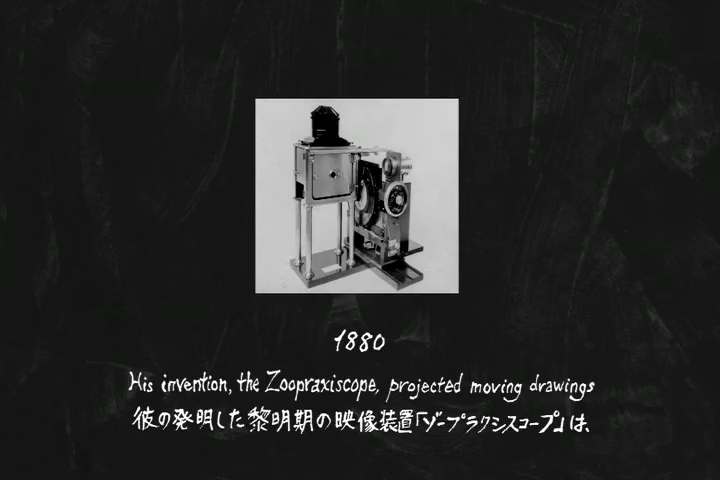 1880
His invention, the Zoopraxiscope, projected moving drawings
彼の発明した黎明期の映像装置「ゾープラクシスコープ」は、